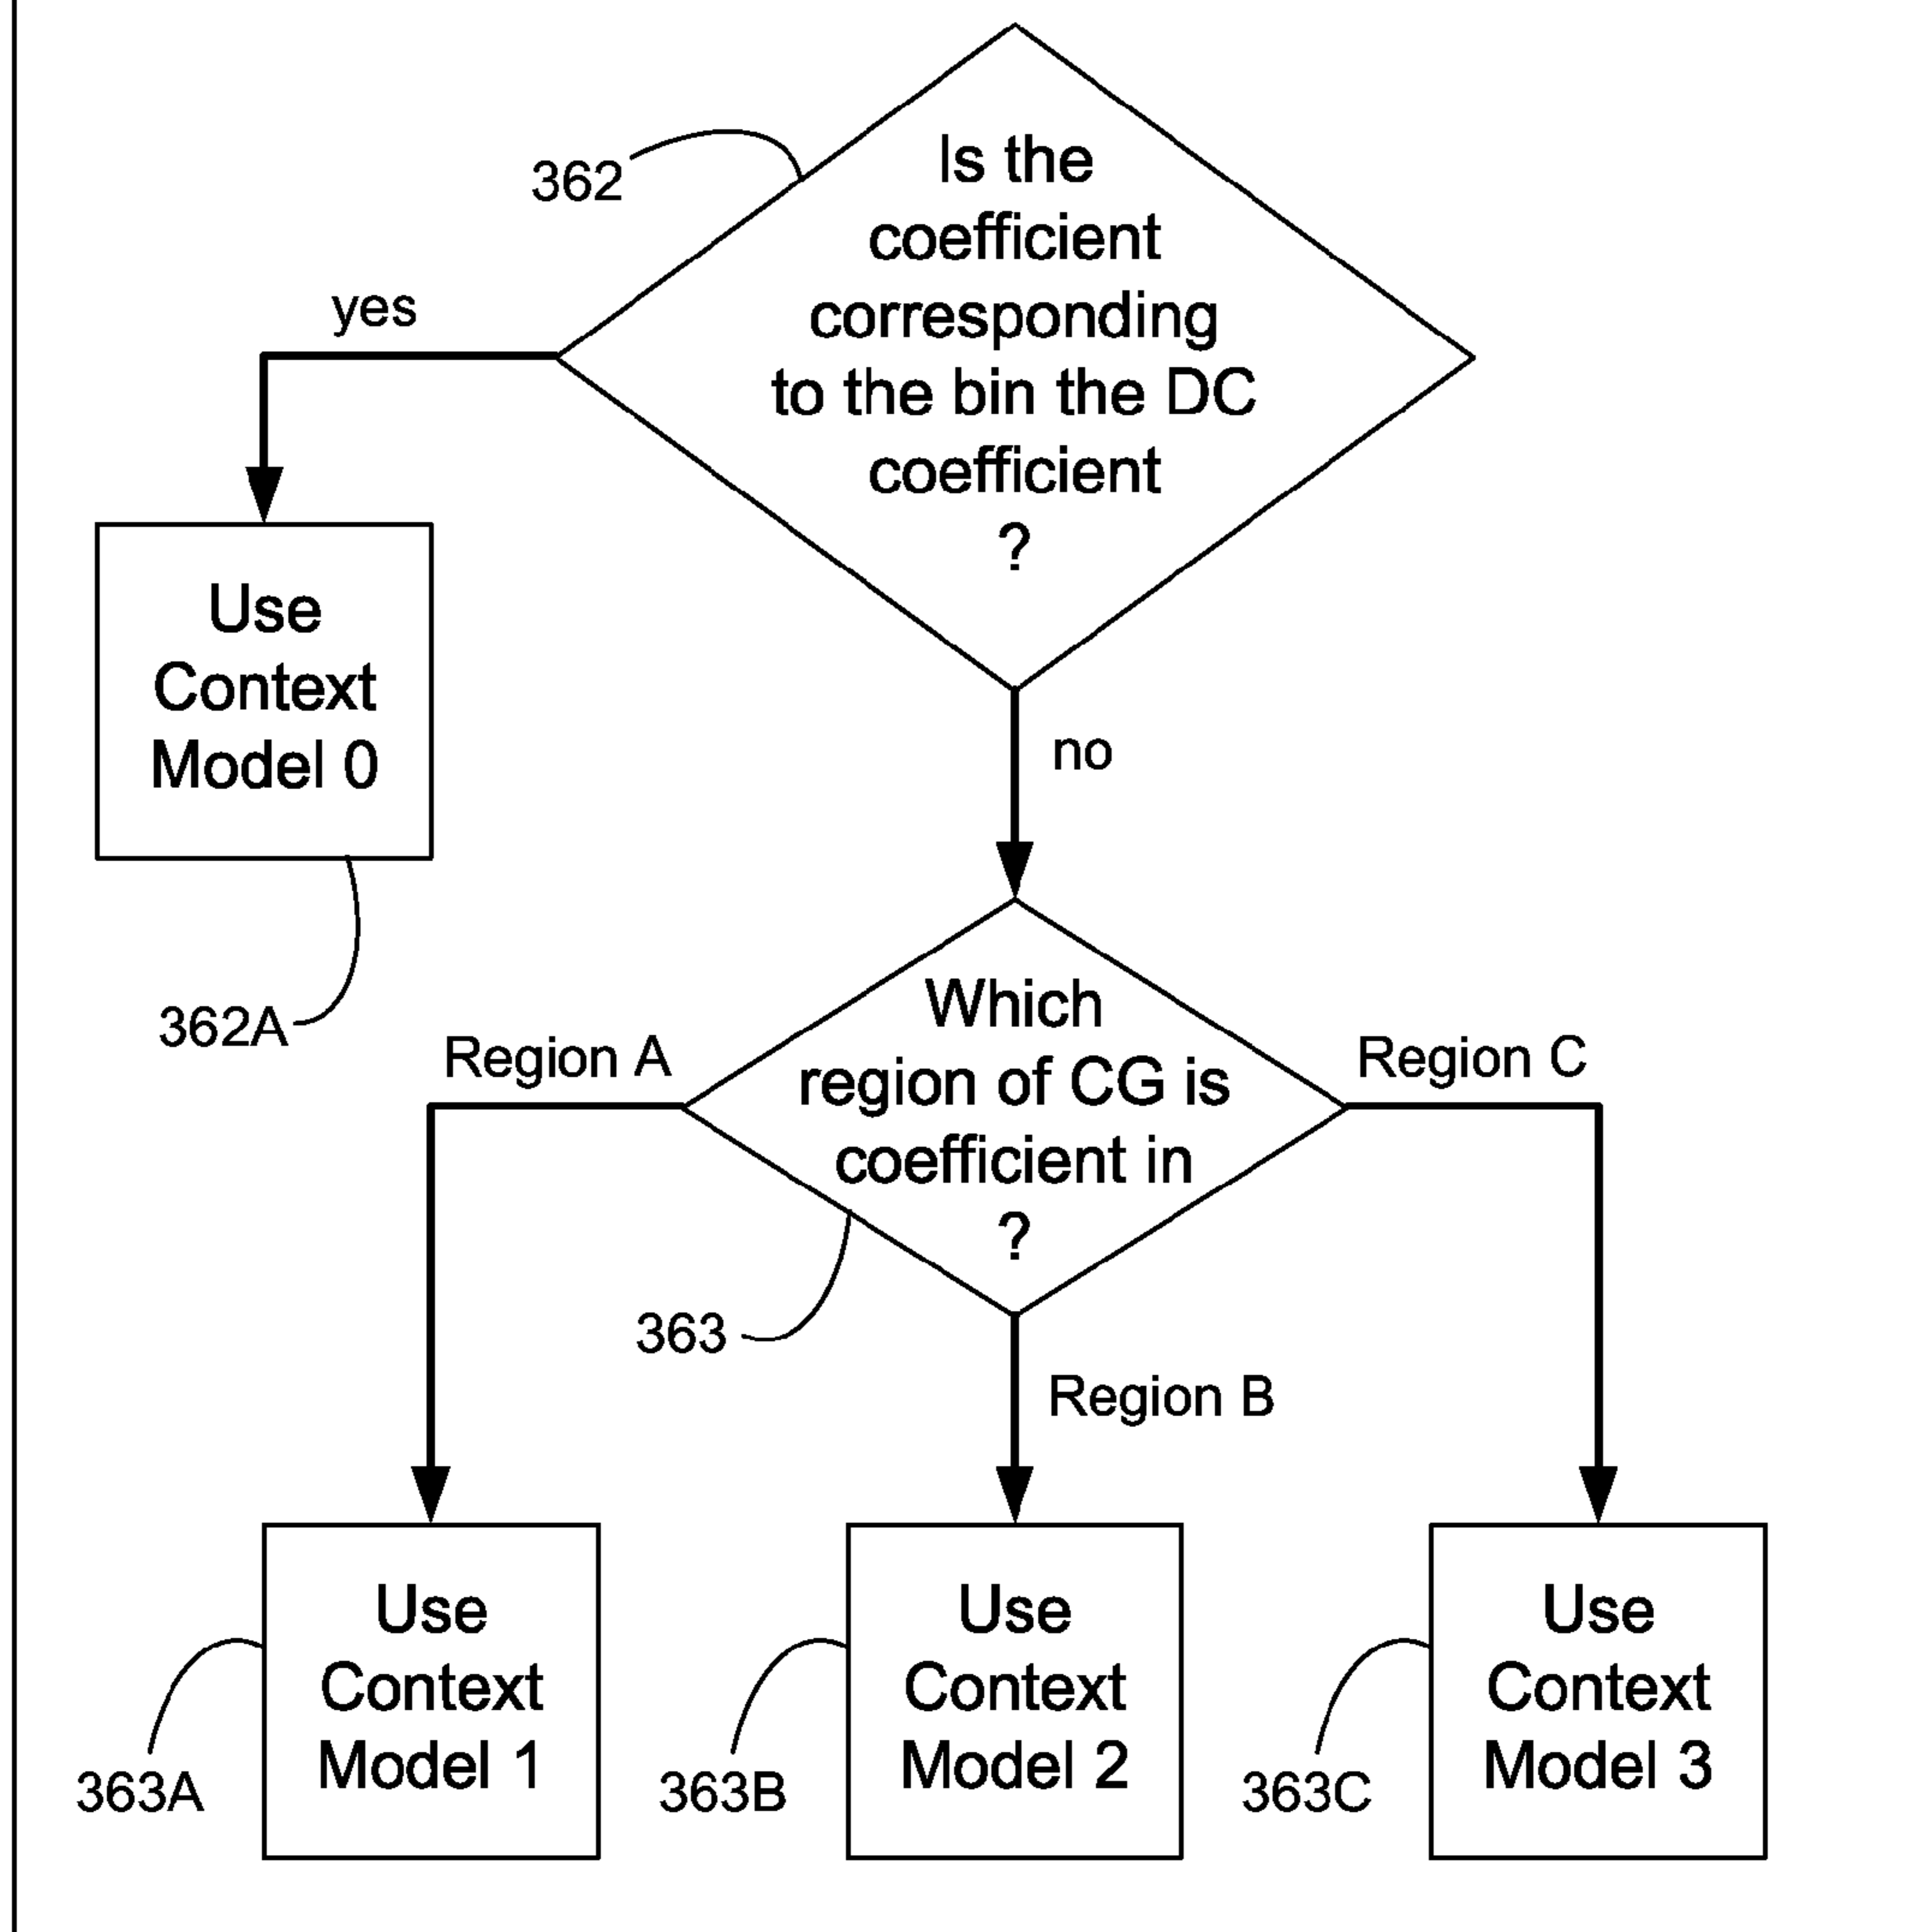 362
Is the
coefficient
corresponding
to the bin the DC
coefficient
?
yes
Use
Context
Model 0
362A
no
Which
region of CG is
coefficient in
?
363
Region A
Region B
Region C
Use
Context
Model 1
363A
Use
Context
Model 2
363B
Use
Context
Model 3
363C